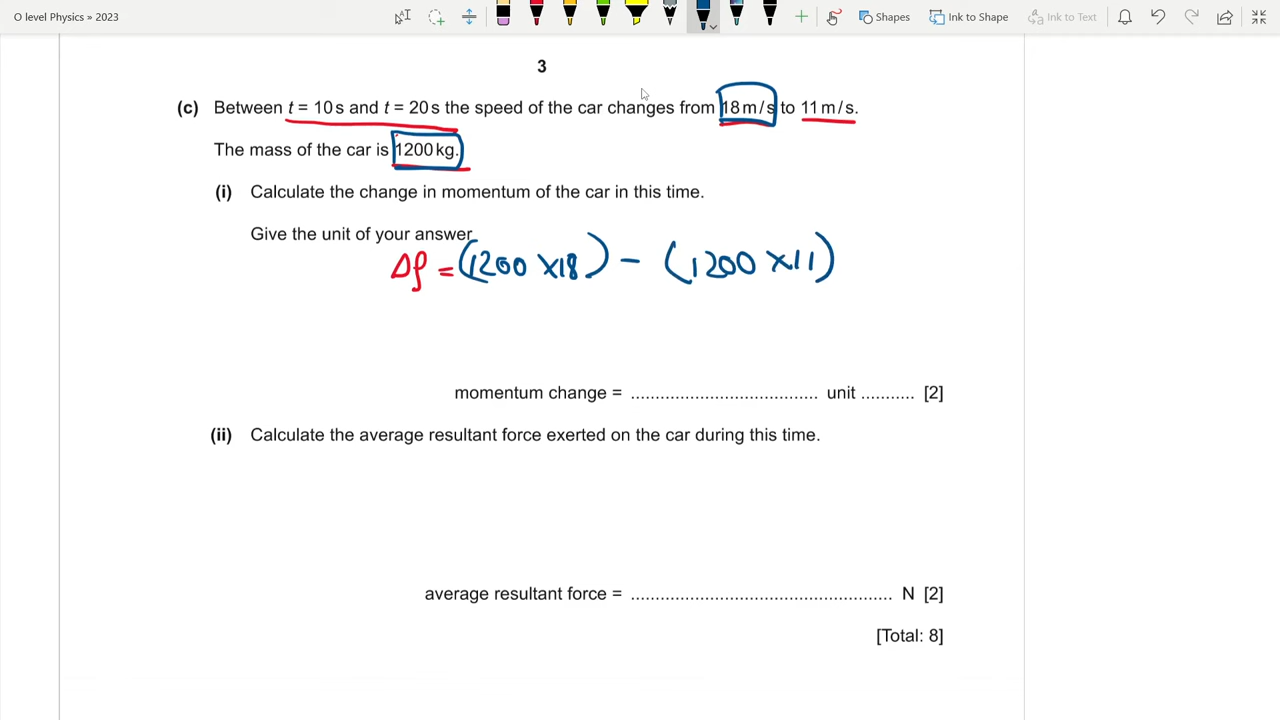 O level Physics » 2023
Shapes
Ink to Shape
Ink to Text
3
(c) Between t = 10 s and t = 20 s the speed of the car changes from 18 m / s to 11 m / s.
The mass of the car is 1200 kg.
(i) Calculate the change in momentum of the car in this time.
Give the unit of your answer
Δρ = (1200 × 18) − (1200 × 11)
momentum change = ..................................... unit ........... [2]
(ii) Calculate the average resultant force exerted on the car during this time.
average resultant force = ..................................................... N [2]
[Total: 8]